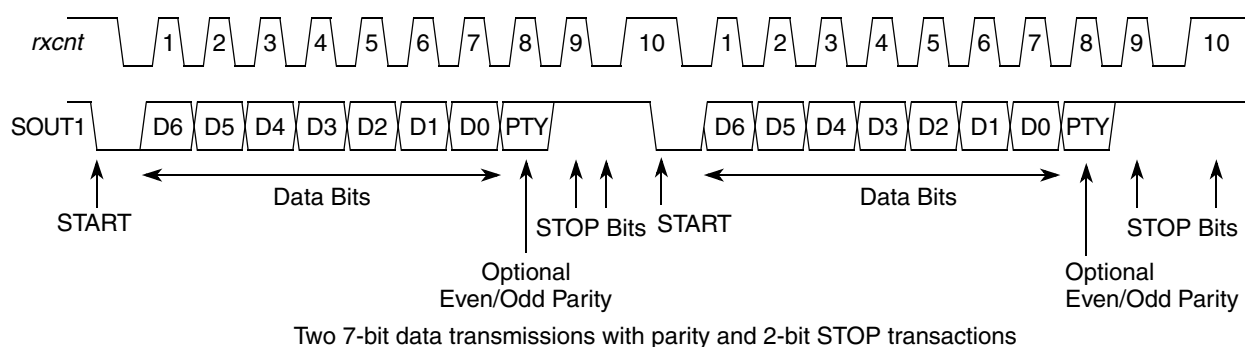 rxcnt 1 2 3 4 5 6 7 8 9 10 1 2 3 4 5 6 7 8 9 10
SOUT1 D6 D5 D4 D3 D2 D1 D0 PTY D6 D5 D4 D3 D2 D1 D0 PTY
Data Bits Data Bits
START STOP Bits START STOP Bits
Optional Optional
Even/Odd Parity Even/Odd Parity
Two 7-bit data transmissions with parity and 2-bit STOP transactions